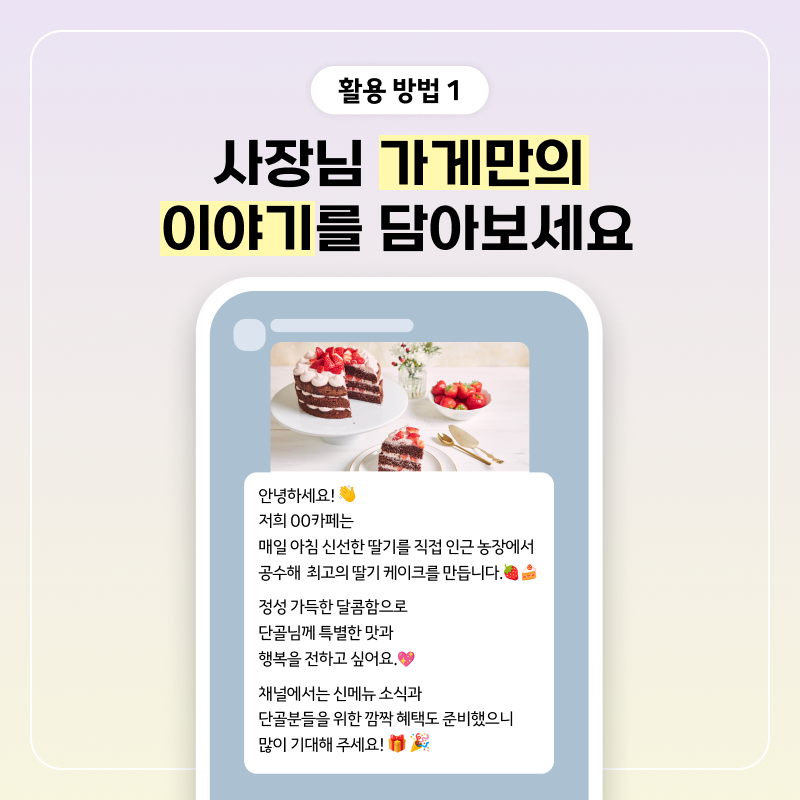 활용 방법 1
사장님 가게만의
이야기를 담아보세요
안녕하세요! 👋
저희 00카페는
매일 아침 신선한 딸기를 직접 인근 농장에서
공수해 최고의 딸기 케이크를 만듭니다.🍓🍰
정성 가득한 달콤함으로
단골님께 특별한 맛과
행복을 전하고 싶어요.💖
채널에서는 신메뉴 소식과
단골분들을 위한 깜짝 혜택도 준비했으니
많이 기대해 주세요! 🎁🎉